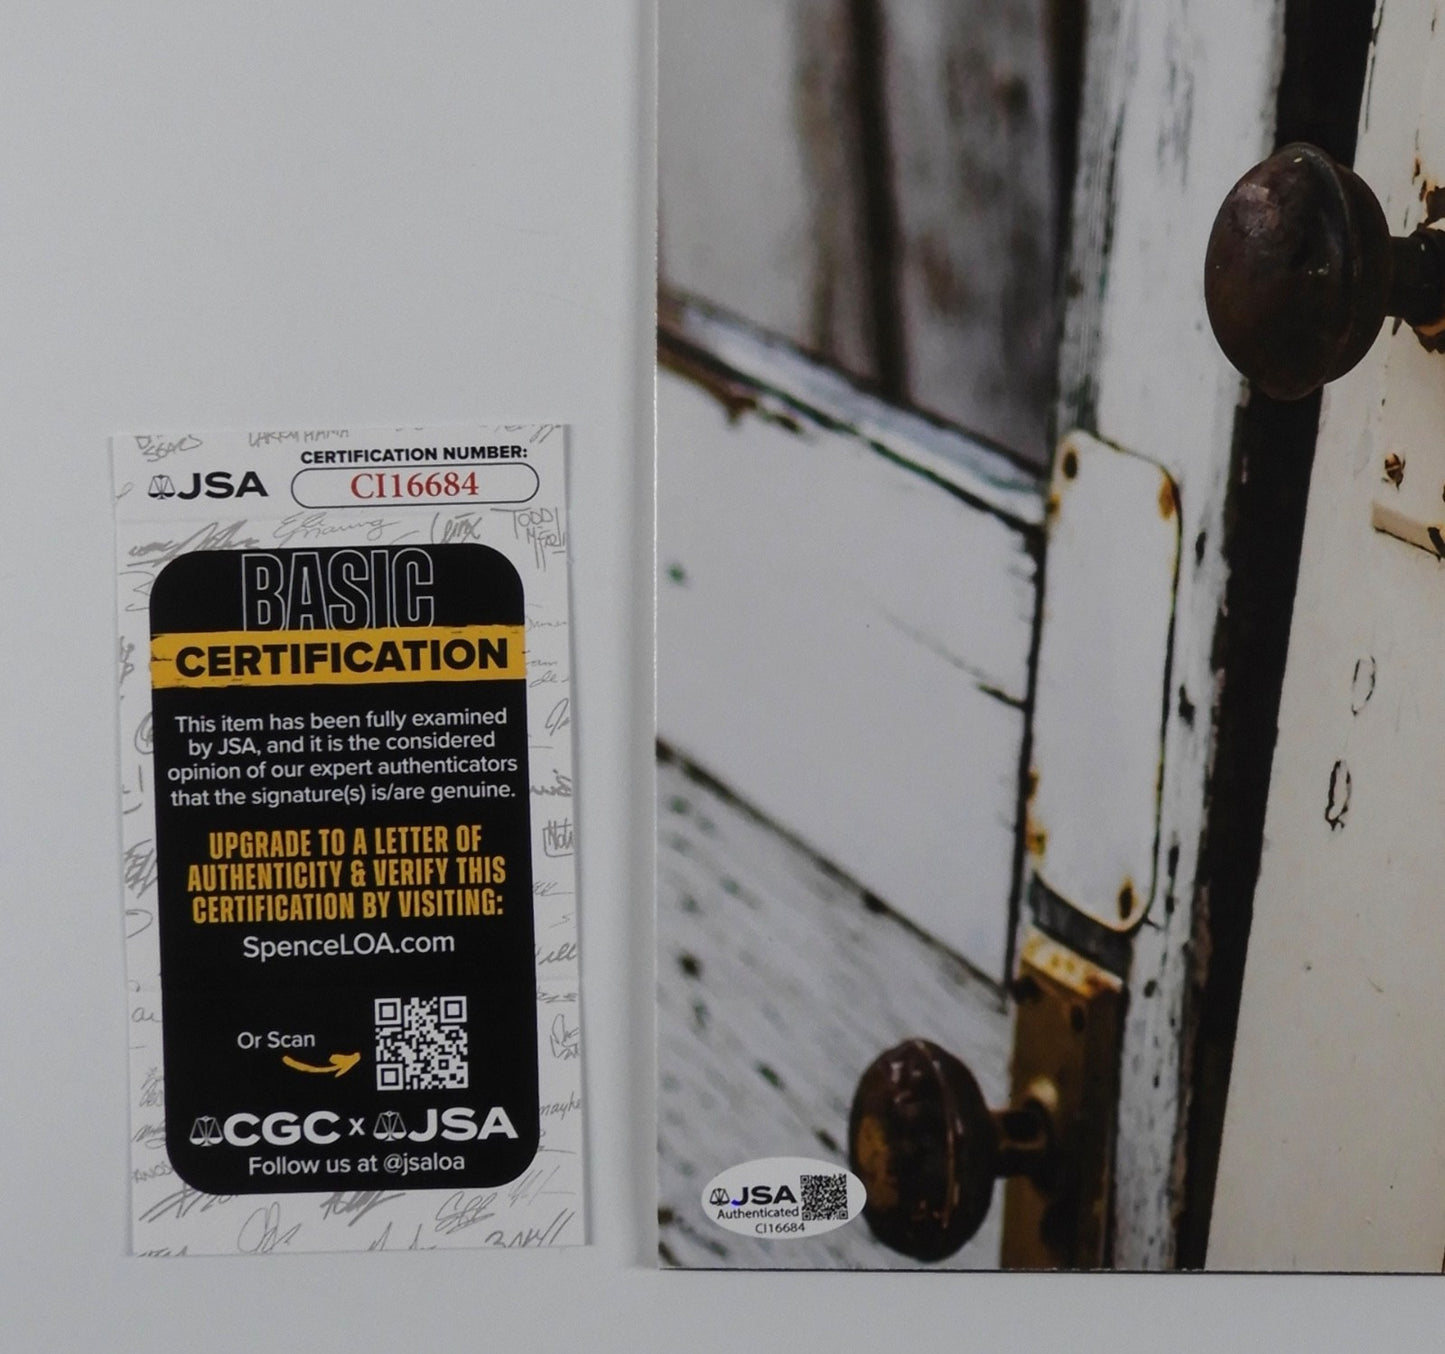 JSA
CERTIFICATION NUMBER:
CI16684
TODD
BASIC
CERTIFICATION
This item has been fully examined
by JSA, and it is the considered
opinion of our expert authenticators
that the signature(s) is/are genuine.
UPGRADE TO A LETTER OF
AUTHENTICITY & VERIFY THIS
CERTIFICATION BY VISITING:
SpenceLOA.com
Or Scan
CGC x JSA
Follow us at @jsaloa
JSA
Authenticated
CI16684